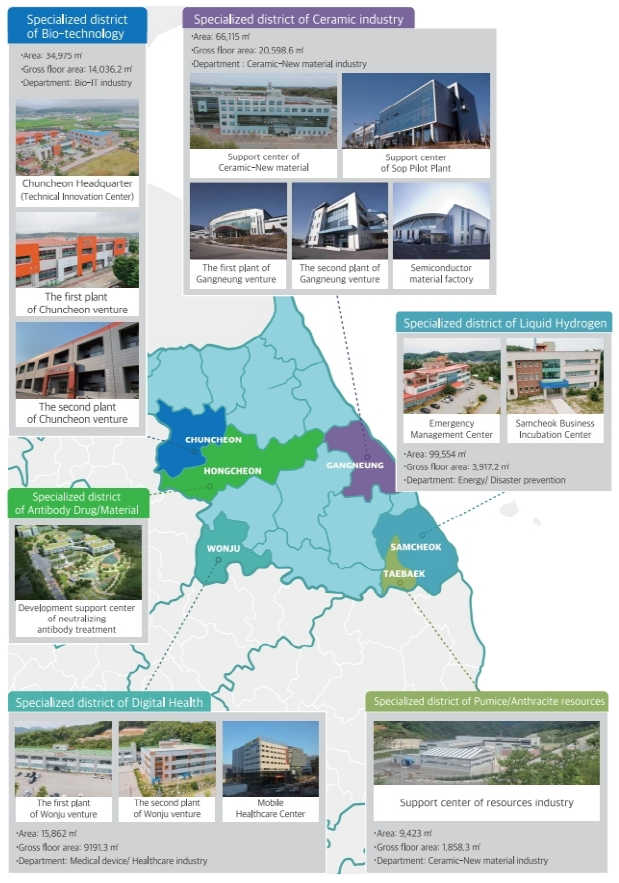 Specialized district
of Bio-technology
•Area: 34,975 ㎡
•Gross floor area: 14,036.2 ㎡
•Department: Bio-IT industry
Chuncheon Headquarter
(Technical Innovation Center)
The first plant
of Chuncheon venture
The second plant
of Chuncheon venture
Specialized district of Ceramic industry
•Area: 66,115 ㎡
•Gross floor area: 20,598.6 ㎡
•Department : Ceramic-New material industry
Support center of
Ceramic-New material
Support center
of Sop Pilot Plant
The first plant of
Gangneung venture
The second plant of
Gangneung venture
Semiconductor
material factory
Specialized district of Liquid Hydrogen
Emergency
Management Center
Samcheok Business
Incubation Center
•Area: 99,554 ㎡
•Gross floor area: 3,917.2 ㎡
•Department: Energy/ Disaster prevention
CHUNCHEON
HONGCHEON
GANGNEUNG
WONJU
SAMCHEOK
TAEBAEK
Specialized district
of Antibody Drug/Material
Development support center
of neutralizing
antibody treatment
Specialized district of Digital Health
The first plant
of Wonju venture
The second plant
of Wonju venture
Mobile
Healthcare Center
•Area: 15,862 ㎡
•Gross floor area: 9191.3 ㎡
•Department: Medical device/ Healthcare industry
Specialized district of Pumice/Anthracite resources
Support center of resources industry
•Area: 9,423 ㎡
•Gross floor area: 1,858.3 ㎡
•Department: Ceramic-New material industry